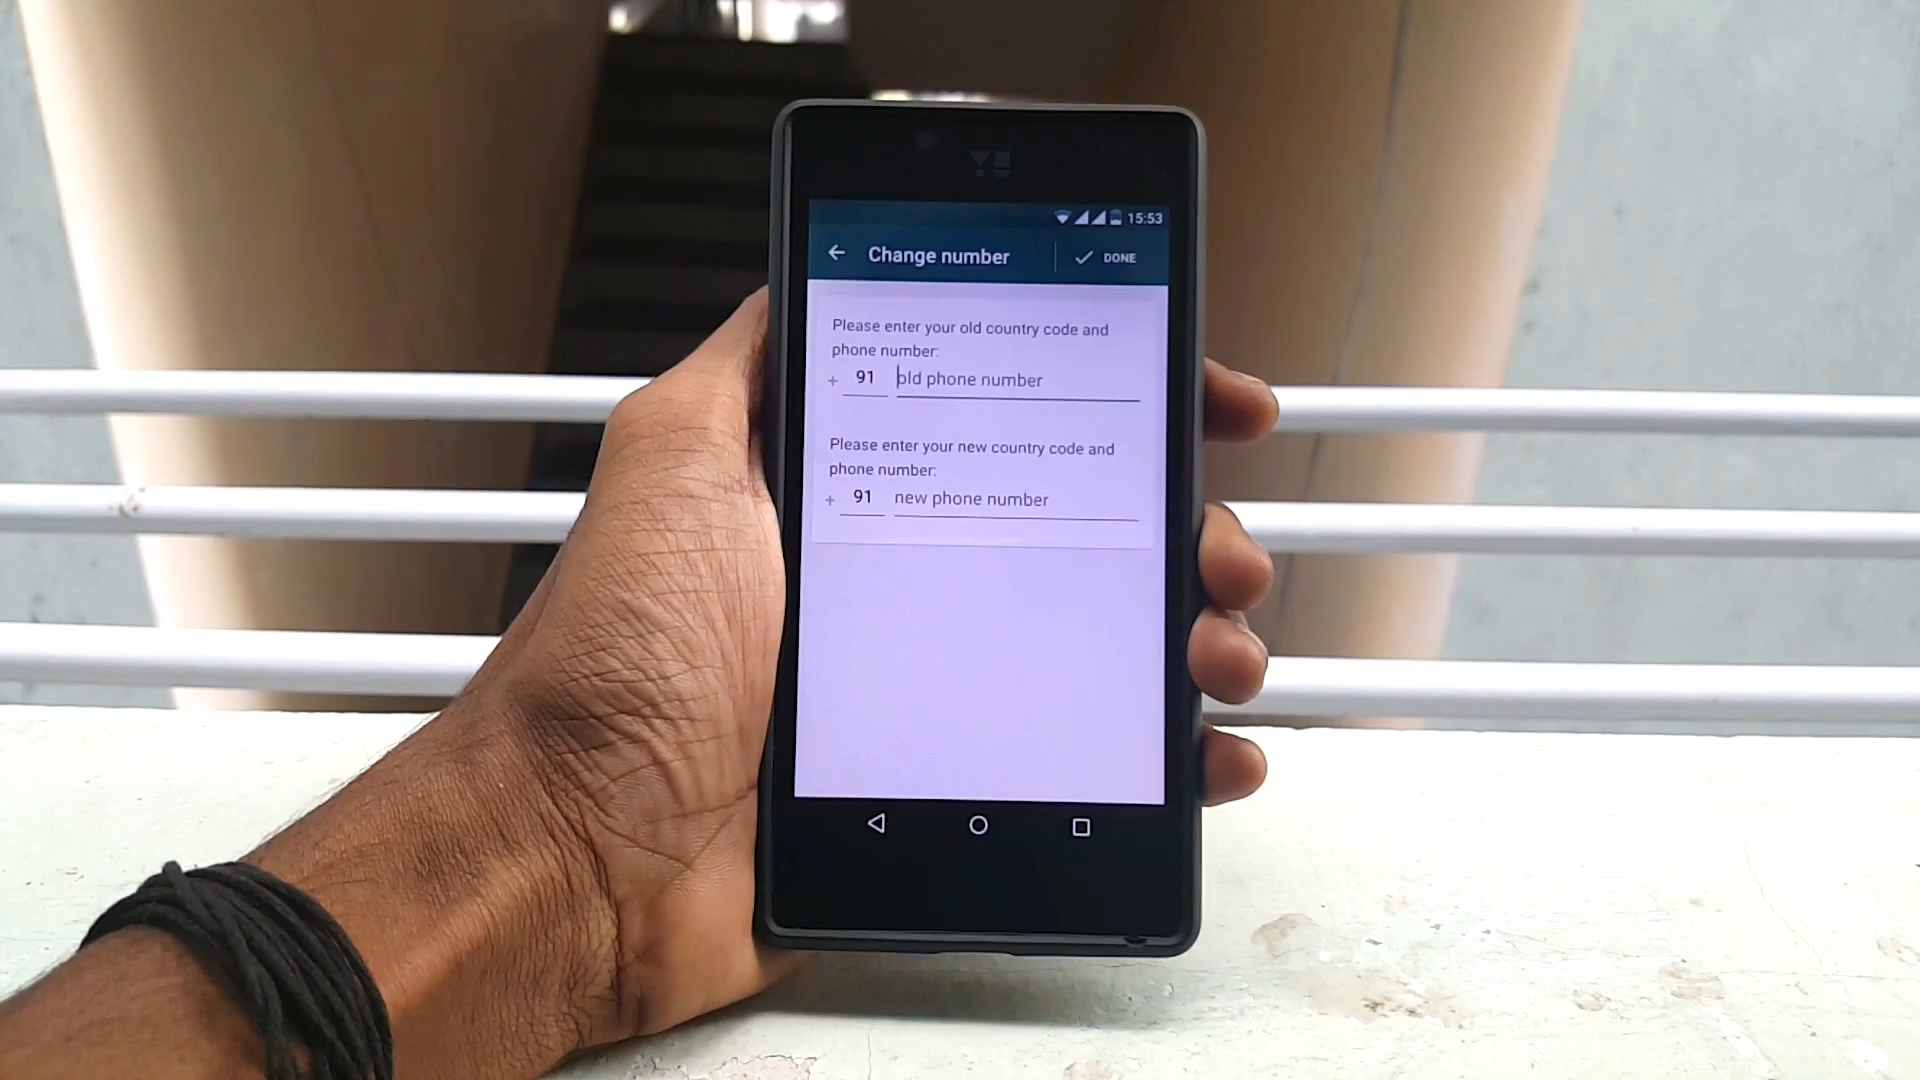 YU
15:53
Change number
DONE
Please enter your old country code and
phone number:
+ 91 old phone number
Please enter your new country code and
phone number:
+ 91 new phone number